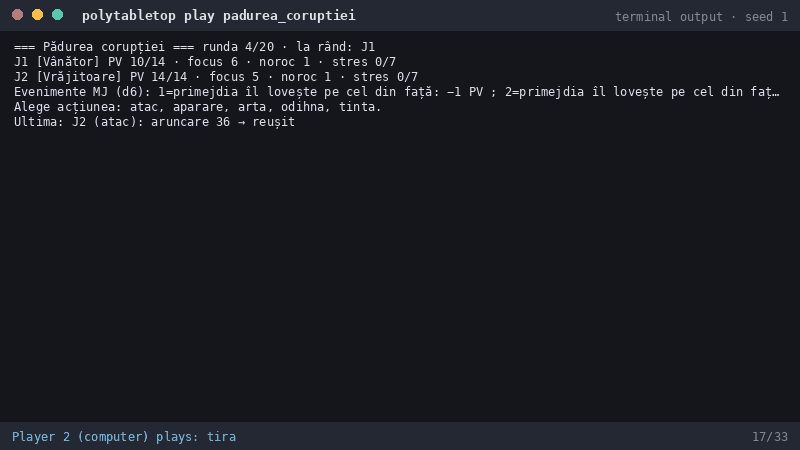 polytabletop play padurea_coruptiei
terminal output · seed 1
=== Pădurea corupției === runda 4/20 · la rând: J1
J1 [Vânător] PV 10/14 · focus 6 · noroc 1 · stres 0/7
J2 [Vrăjitoare] PV 14/14 · focus 5 · noroc 1 · stres 0/7
Evenimente MJ (d6): 1=primejdia îl lovește pe cel din față: −1 PV ; 2=primejdia îl lovește pe cel din faț…
Alege acțiunea: atac, aparare, arta, odihna, tinta.
Ultima: J2 (atac): aruncare 36 → reușit
Player 2 (computer) plays: tira
17/33